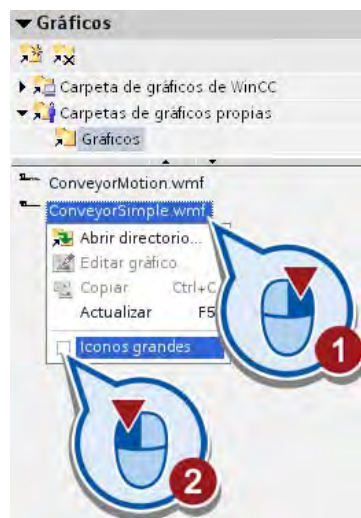 Gráficos
Carpeta de gráficos de WinCC
Carpetas de gráficos propias
Gráficos
ConveyorMotion.wmf
ConveyorSimple.wmf
Abrir directorio...
Editar gráfico
Copiar Ctrl+C
Actualizar F5
Iconos grandes
1
2